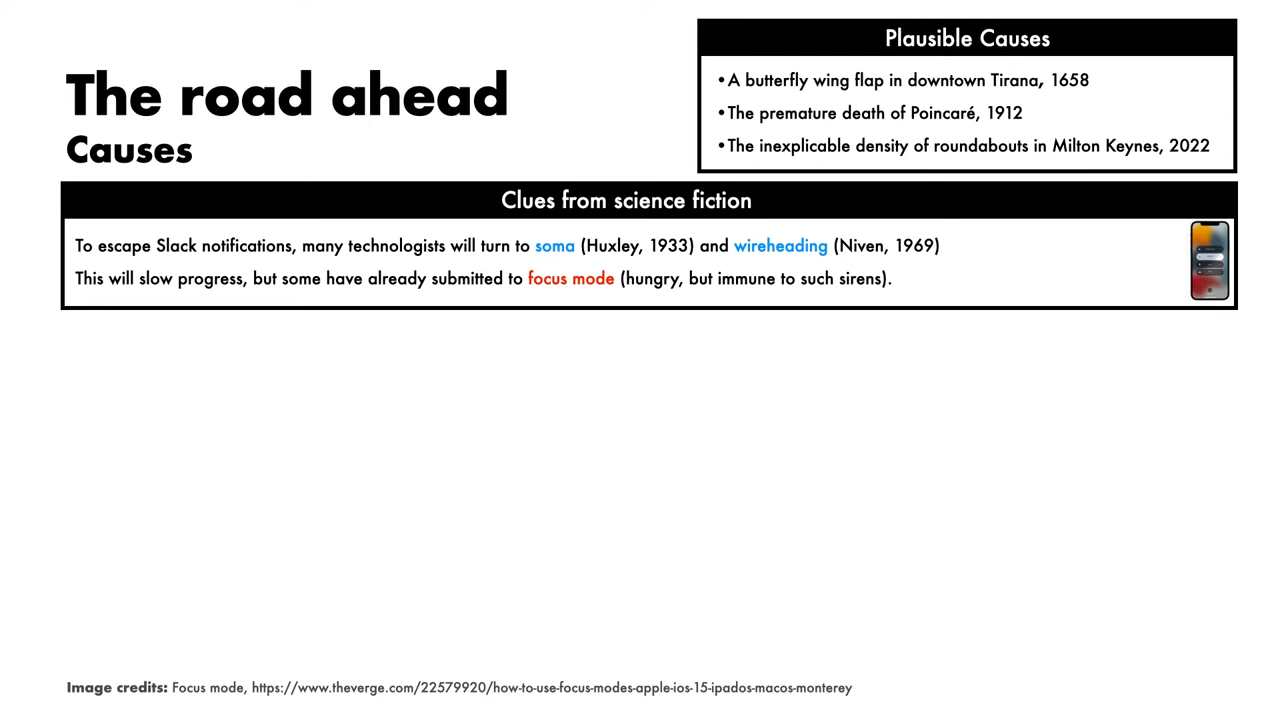 The road ahead
Causes
Plausible Causes
•A butterfly wing flap in downtown Tirana, 1658
•The premature death of Poincaré, 1912
•The inexplicable density of roundabouts in Milton Keynes, 2022
Clues from science fiction
To escape Slack notifications, many technologists will turn to soma (Huxley, 1933) and wireheading (Niven, 1969)
This will slow progress, but some have already submitted to focus mode (hungry, but immune to such sirens).
Image credits: Focus mode, https://www.theverge.com/22579920/how-to-use-focus-modes-apple-ios-15-ipados-macos-monterey